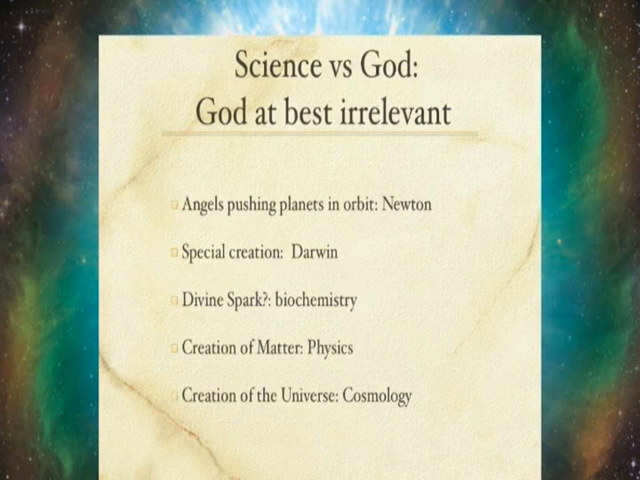 Science vs God:
God at best irrelevant
Angels pushing planets in orbit: Newton
Special creation: Darwin
Divine Spark?: biochemistry
Creation of Matter: Physics
Creation of the Universe: Cosmology